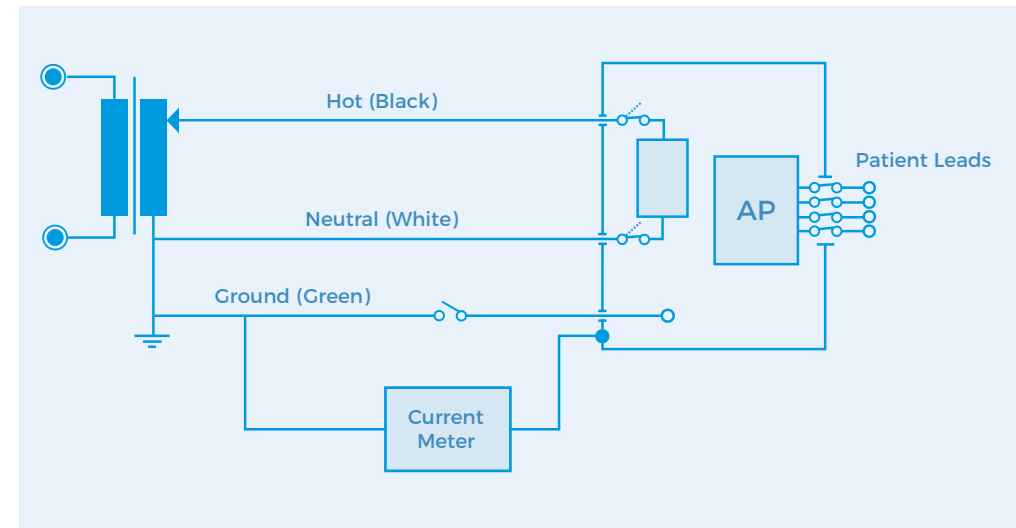 Hot (Black)
Patient Leads
AP
Neutral (White)
Ground (Green)
Current
Meter